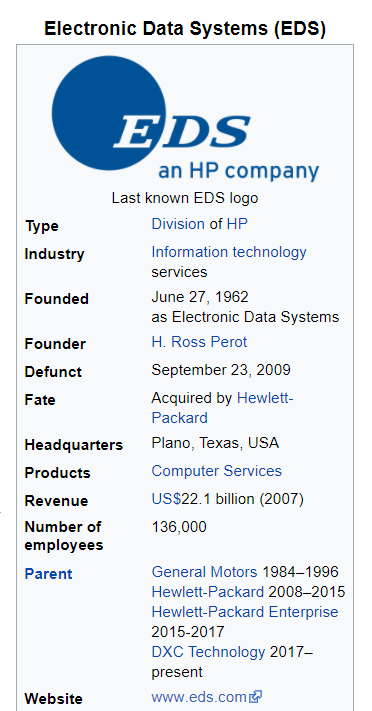 Electronic Data Systems (EDS)
EDS
an HP company
Last known EDS logo
Type Division of HP
Industry Information technology
services
Founded June 27, 1962
as Electronic Data Systems
Founder H. Ross Perot
Defunct September 23, 2009
Fate Acquired by Hewlett-
Packard
Headquarters Plano, Texas, USA
Products Computer Services
Revenue US$22.1 billion (2007)
Number of 136,000
employees
Parent General Motors 1984–1996
Hewlett-Packard 2008–2015
Hewlett-Packard Enterprise
2015-2017
DXC Technology 2017–
present
Website www.eds.com